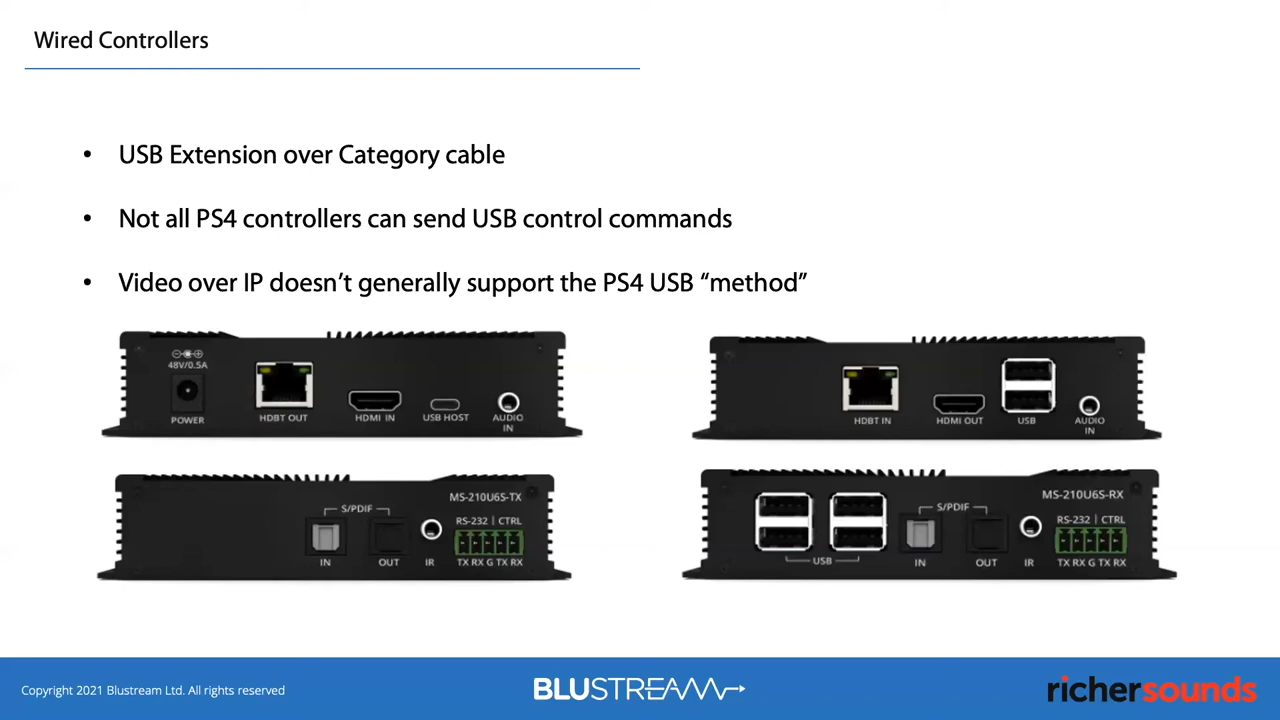 Wired Controllers
• USB Extension over Category cable
• Not all PS4 controllers can send USB control commands
• Video over IP doesn’t generally support the PS4 USB “method”
48V/0.5A
POWER
HDBT OUT
HDMI IN
USB HOST
AUDIO
IN
HDBT IN
HDMI OUT
USB
AUDIO
IN
MS-210U6S-TX
S/PDIF
RS-232 | CTRL
IN
OUT
IR
TX RX G TX RX
MS-210U6S-RX
S/PDIF
RS-232 | CTRL
USB
IN
OUT
IR
TX RX G TX RX
Copyright 2021 Blustream Ltd. All rights reserved
BLUSTREAM
richersounds